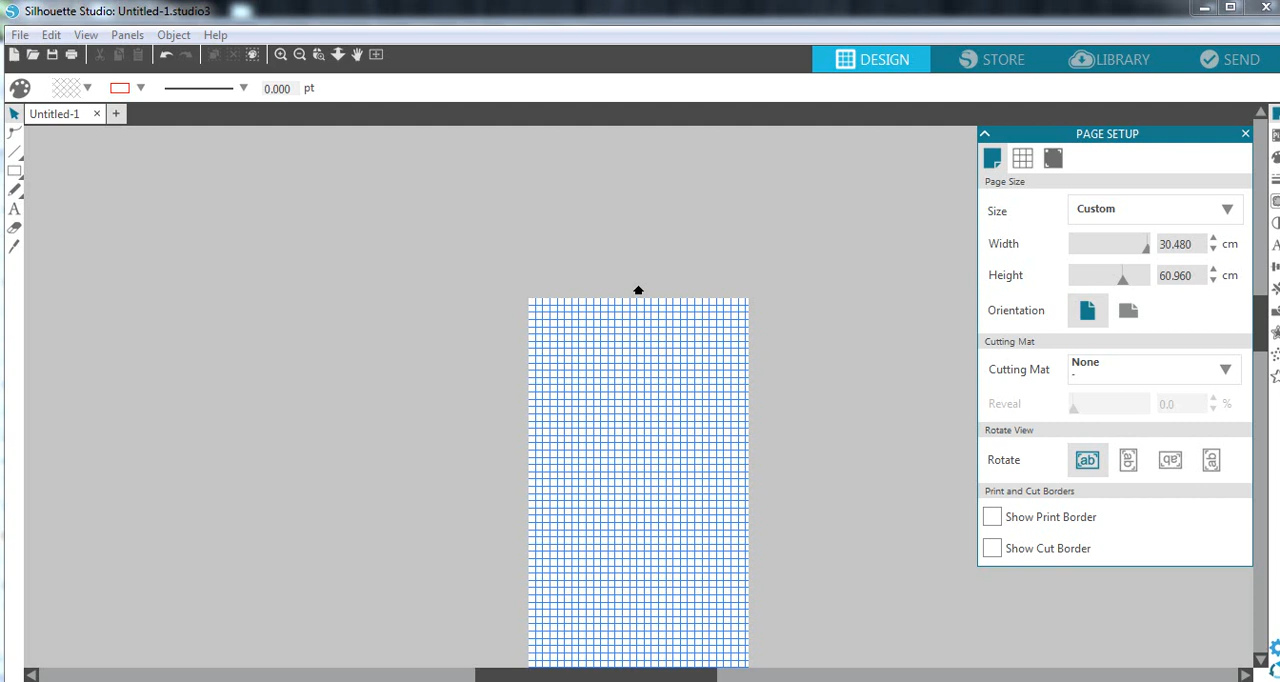 Silhouette Studio: Untitled-1.studio3
File Edit View Panels Object Help
DESIGN STORE LIBRARY SEND
0.000 pt
Untitled-1 × +
PAGE SETUP
Page Size
Size Custom
Width 30.480 cm
Height 60.960 cm
Orientation
Cutting Mat
Cutting Mat None
-
Reveal 0.0 %
Rotate View
Rotate ab ab ab ab
Print and Cut Borders
Show Print Border
Show Cut Border